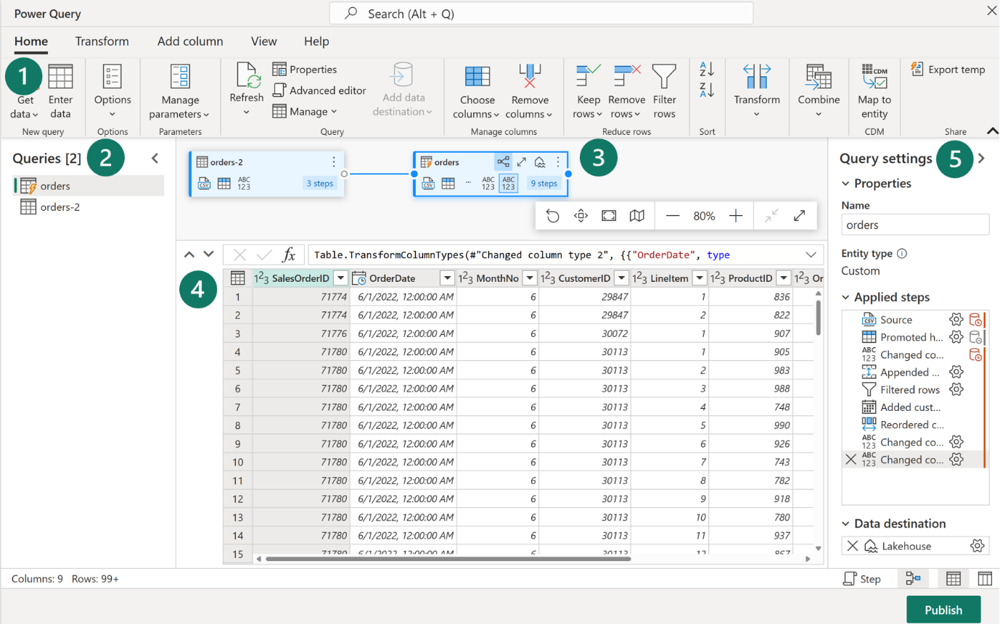 Power Query
Search (Alt + Q)
Home Transform Add column View Help
1
Get data
Enter data
New query
Options
Options
Manage parameters
Parameters
Refresh
Properties
Advanced editor
Manage
Add data destination
Query
Choose columns
Remove columns
Manage columns
Keep rows
Remove rows
Filter rows
Reduce rows
A Z
Z A
Sort
Transform
Combine
CDM
Map to entity
CDM
Export temp
Share
Queries [2] 2
orders
orders-2
orders-2
CSV ABC 123 3 steps
orders
CSV ... ABC 123 ABC 123 9 steps
3
80%
fx Table.TransformColumnTypes(#"Changed column type 2", {{"OrderDate", type
4
123 SalesOrderID OrderDate 123 MonthNo 123 CustomerID 123 LineItem 123 ProductID 123 Or
1 71774 6/1/2022, 12:00:00 AM 6 29847 1 836
2 71774 6/1/2022, 12:00:00 AM 6 29847 2 822
3 71776 6/1/2022, 12:00:00 AM 6 30072 1 907
4 71780 6/1/2022, 12:00:00 AM 6 30113 1 905
5 71780 6/1/2022, 12:00:00 AM 6 30113 2 983
6 71780 6/1/2022, 12:00:00 AM 6 30113 3 988
7 71780 6/1/2022, 12:00:00 AM 6 30113 4 748
8 71780 6/1/2022, 12:00:00 AM 6 30113 5 990
9 71780 6/1/2022, 12:00:00 AM 6 30113 6 926
10 71780 6/1/2022, 12:00:00 AM 6 30113 7 743
11 71780 6/1/2022, 12:00:00 AM 6 30113 8 782
12 71780 6/1/2022, 12:00:00 AM 6 30113 9 918
13 71780 6/1/2022, 12:00:00 AM 6 30113 10 780
14 71780 6/1/2022, 12:00:00 AM 6 30113 11 937
15 71780 6/1/2022, 12:00:00 AM 6 30113 12 867
Query settings 5
Properties
Name
orders
Entity type
Custom
Applied steps
CSV Source
Promoted h...
ABC 123 Changed co...
Appended ...
Filtered rows
Added cust...
Reordered c...
ABC 123 Changed co...
ABC 123 Changed co...
Data destination
Lakehouse
Columns: 9 Rows: 99+
Step
Publish